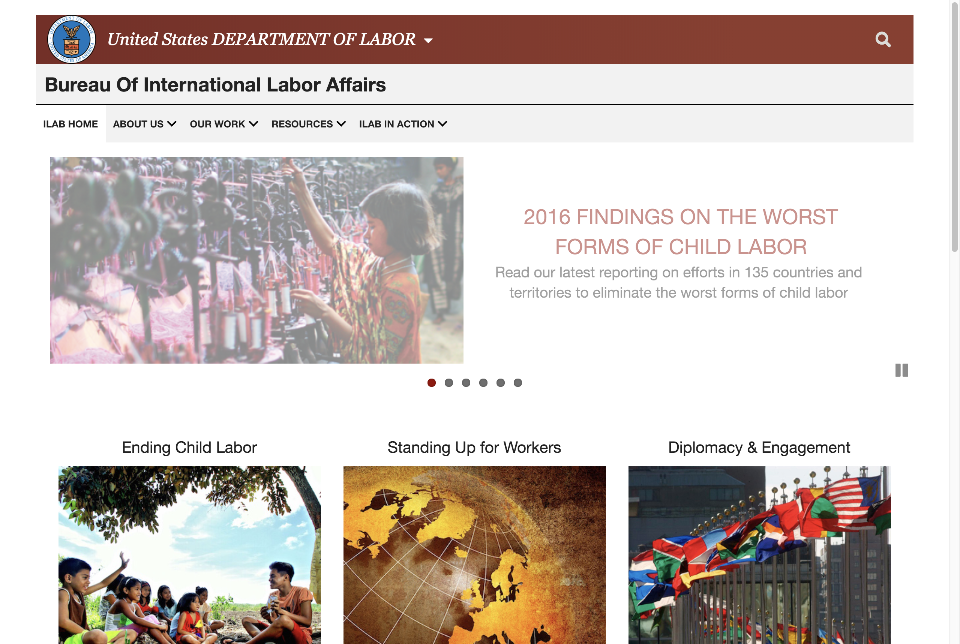 United States DEPARTMENT OF LABOR
Bureau Of International Labor Affairs
ILAB HOME ABOUT US OUR WORK RESOURCES ILAB IN ACTION
2016 FINDINGS ON THE WORST
FORMS OF CHILD LABOR
Read our latest reporting on efforts in 135 countries and
territories to eliminate the worst forms of child labor
Ending Child Labor
Standing Up for Workers
Diplomacy & Engagement